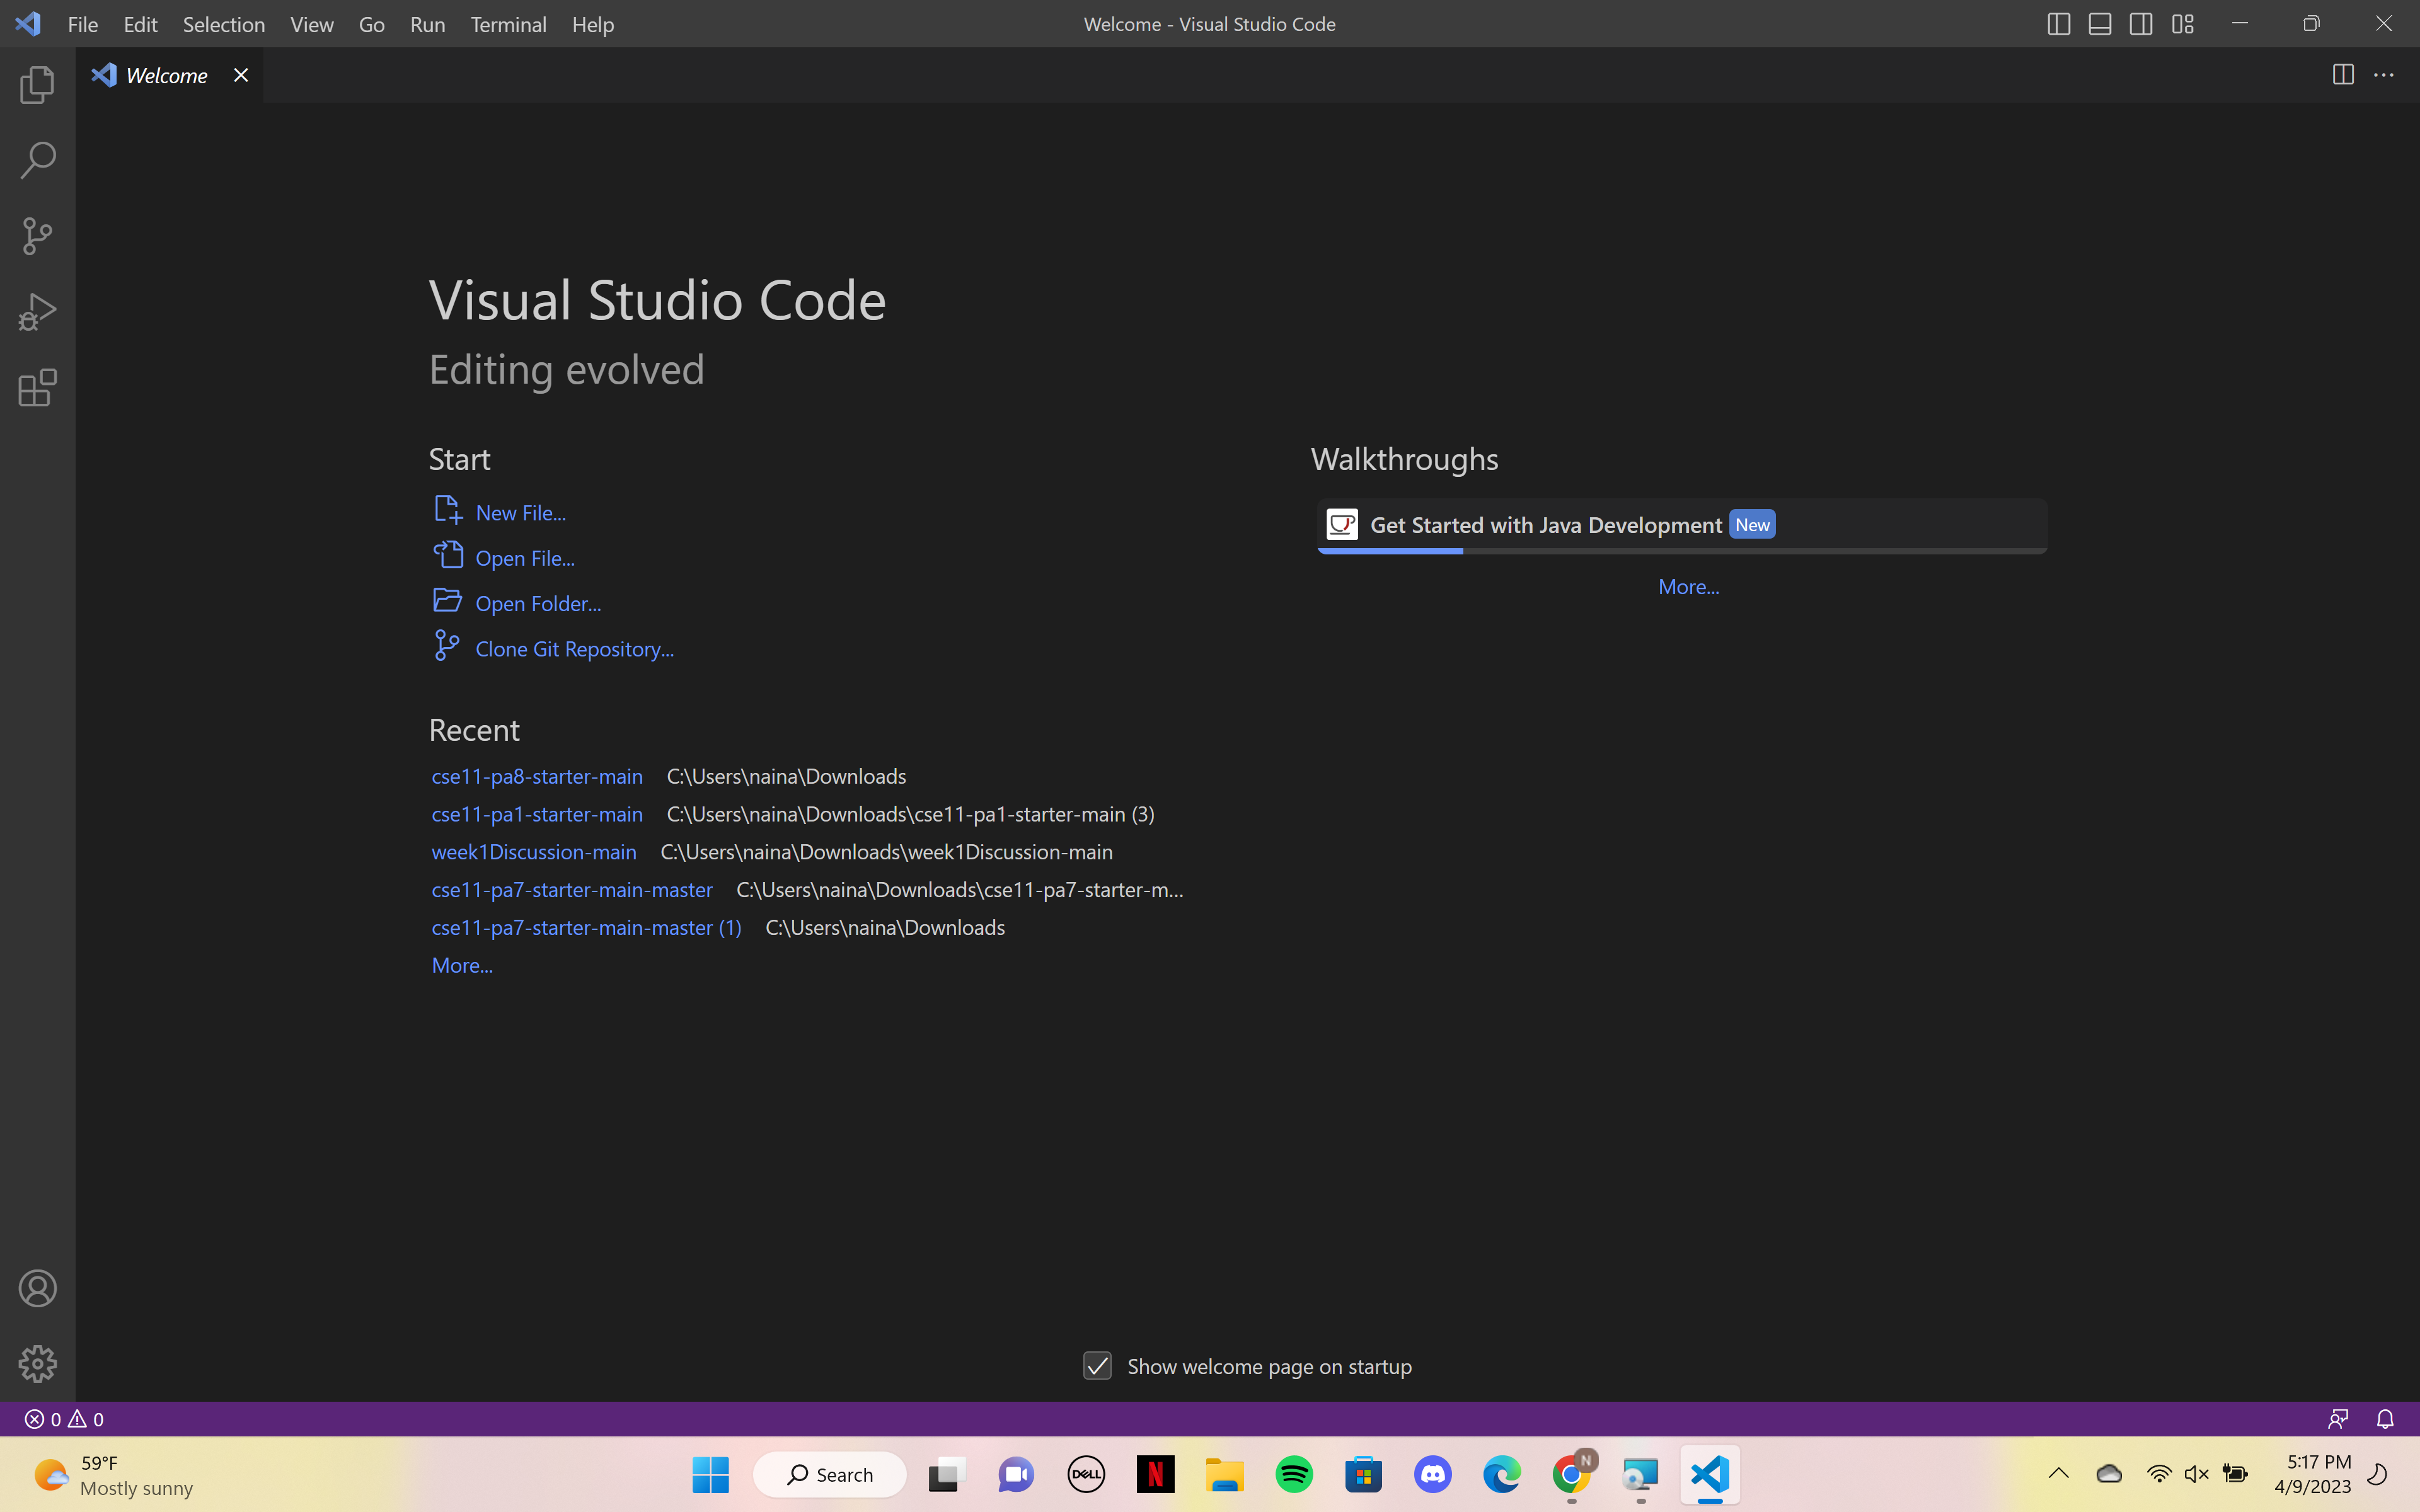 File Edit Selection View Go Run Terminal Help Welcome - Visual Studio Code
Welcome
Visual Studio Code
Editing evolved
Start
New File...
Open File...
Open Folder...
Clone Git Repository...
Recent
cse11-pa8-starter-main C:\Users\naina\Downloads
cse11-pa1-starter-main C:\Users\naina\Downloads\cse11-pa1-starter-main (3)
week1Discussion-main C:\Users\naina\Downloads\week1Discussion-main
cse11-pa7-starter-main-master C:\Users\naina\Downloads\cse11-pa7-starter-m...
cse11-pa7-starter-main-master (1) C:\Users\naina\Downloads
More...
Walkthroughs
Get Started with Java Development New
More...
Show welcome page on startup
0 0
59°F
Mostly sunny
Search
DELL
N
N
5:17 PM
4/9/2023